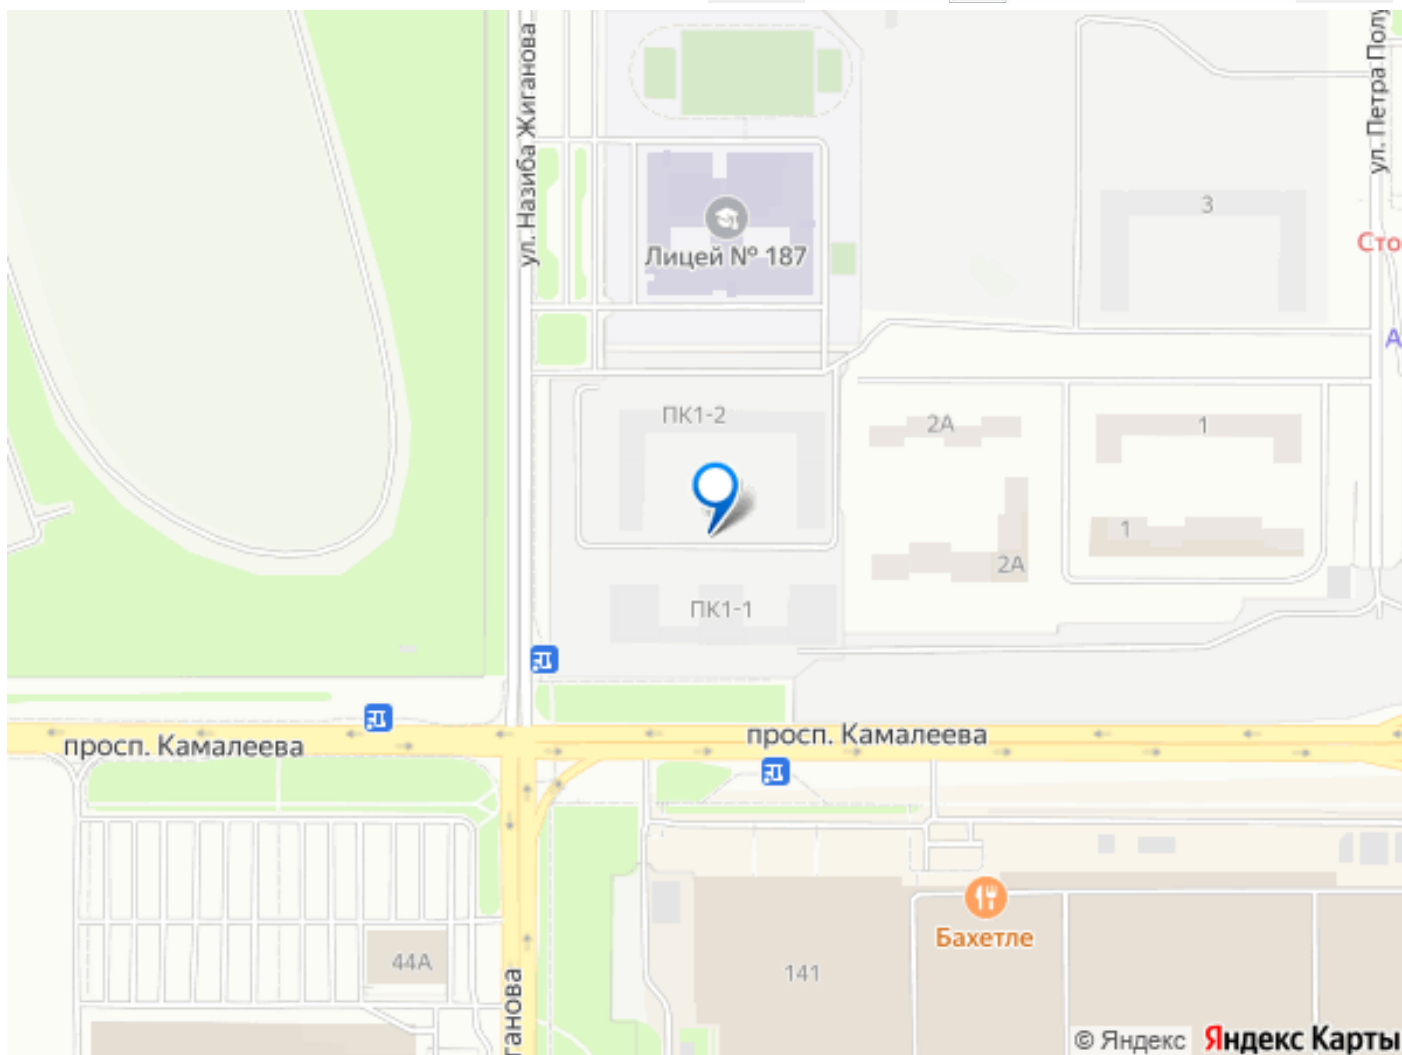 ул. Назиба Жиганова
ул. Петра Полу
Лицей № 187
3
Сто
А
ПК1-2
2А
1
1
2А
ПК1-1
просп. Камалеева
просп. Камалеева
Бахетле
44А
141
ганова
© Яндекс Яндекс Карты